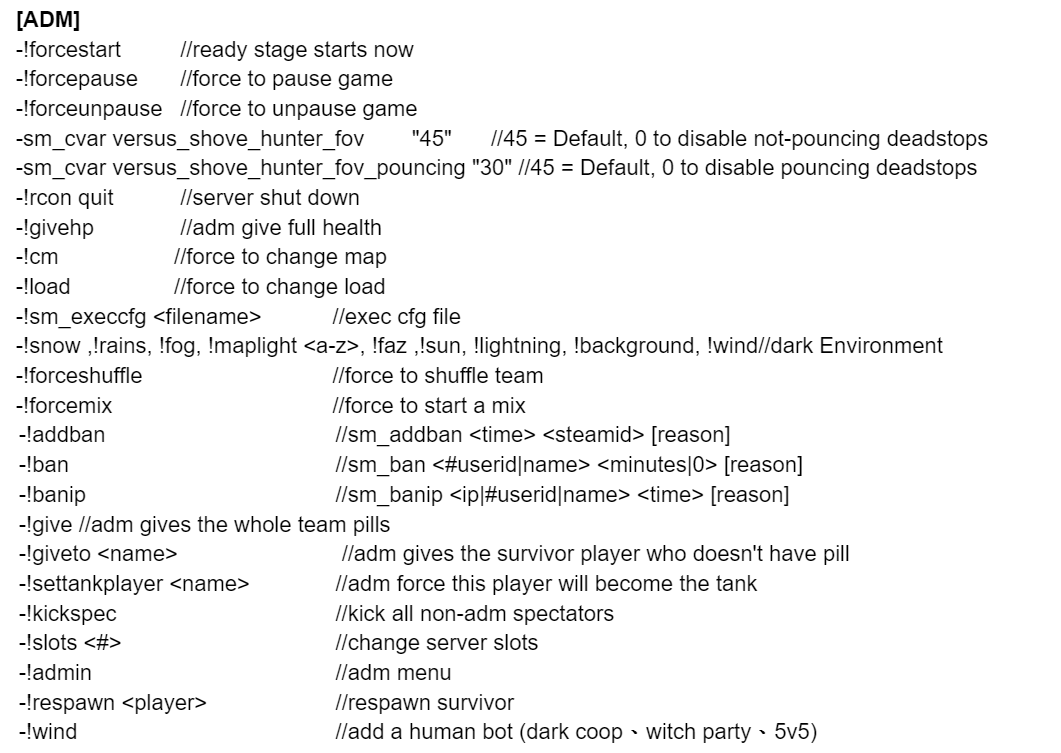 [ADM]
-!forcestart //ready stage starts now
-!forcepause //force to pause game
-!forceunpause //force to unpause game
-sm_cvar versus_shove_hunter_fov "45" //45 = Default, 0 to disable not-pouncing deadstops
-sm_cvar versus_shove_hunter_fov_pouncing "30" //45 = Default, 0 to disable pouncing deadstops
-!rcon quit //server shut down
-!givehp //adm give full health
-!cm //force to change map
-!load //force to change load
-!sm_execcfg <filename> //exec cfg file
-!snow ,!rains, !fog, !maplight <a-z>, !faz ,!sun, !lightning, !background, !wind//dark Environment
-!forceshuffle //force to shuffle team
-!forcemix //force to start a mix
-!addban //sm_addban <time> <steamid> [reason]
-!ban //sm_ban <#userid|name> <minutes|0> [reason]
-!banip //sm_banip <ip|#userid|name> <time> [reason]
-!give //adm gives the whole team pills
-!giveto <name> //adm gives the survivor player who doesn't have pill
-!settankplayer <name> //adm force this player will become the tank
-!kickspec //kick all non-adm spectators
-!slots <#> //change server slots
-!admin //adm menu
-!respawn <player> //respawn survivor
-!wind //add a human bot (dark coop、witch party、5v5)